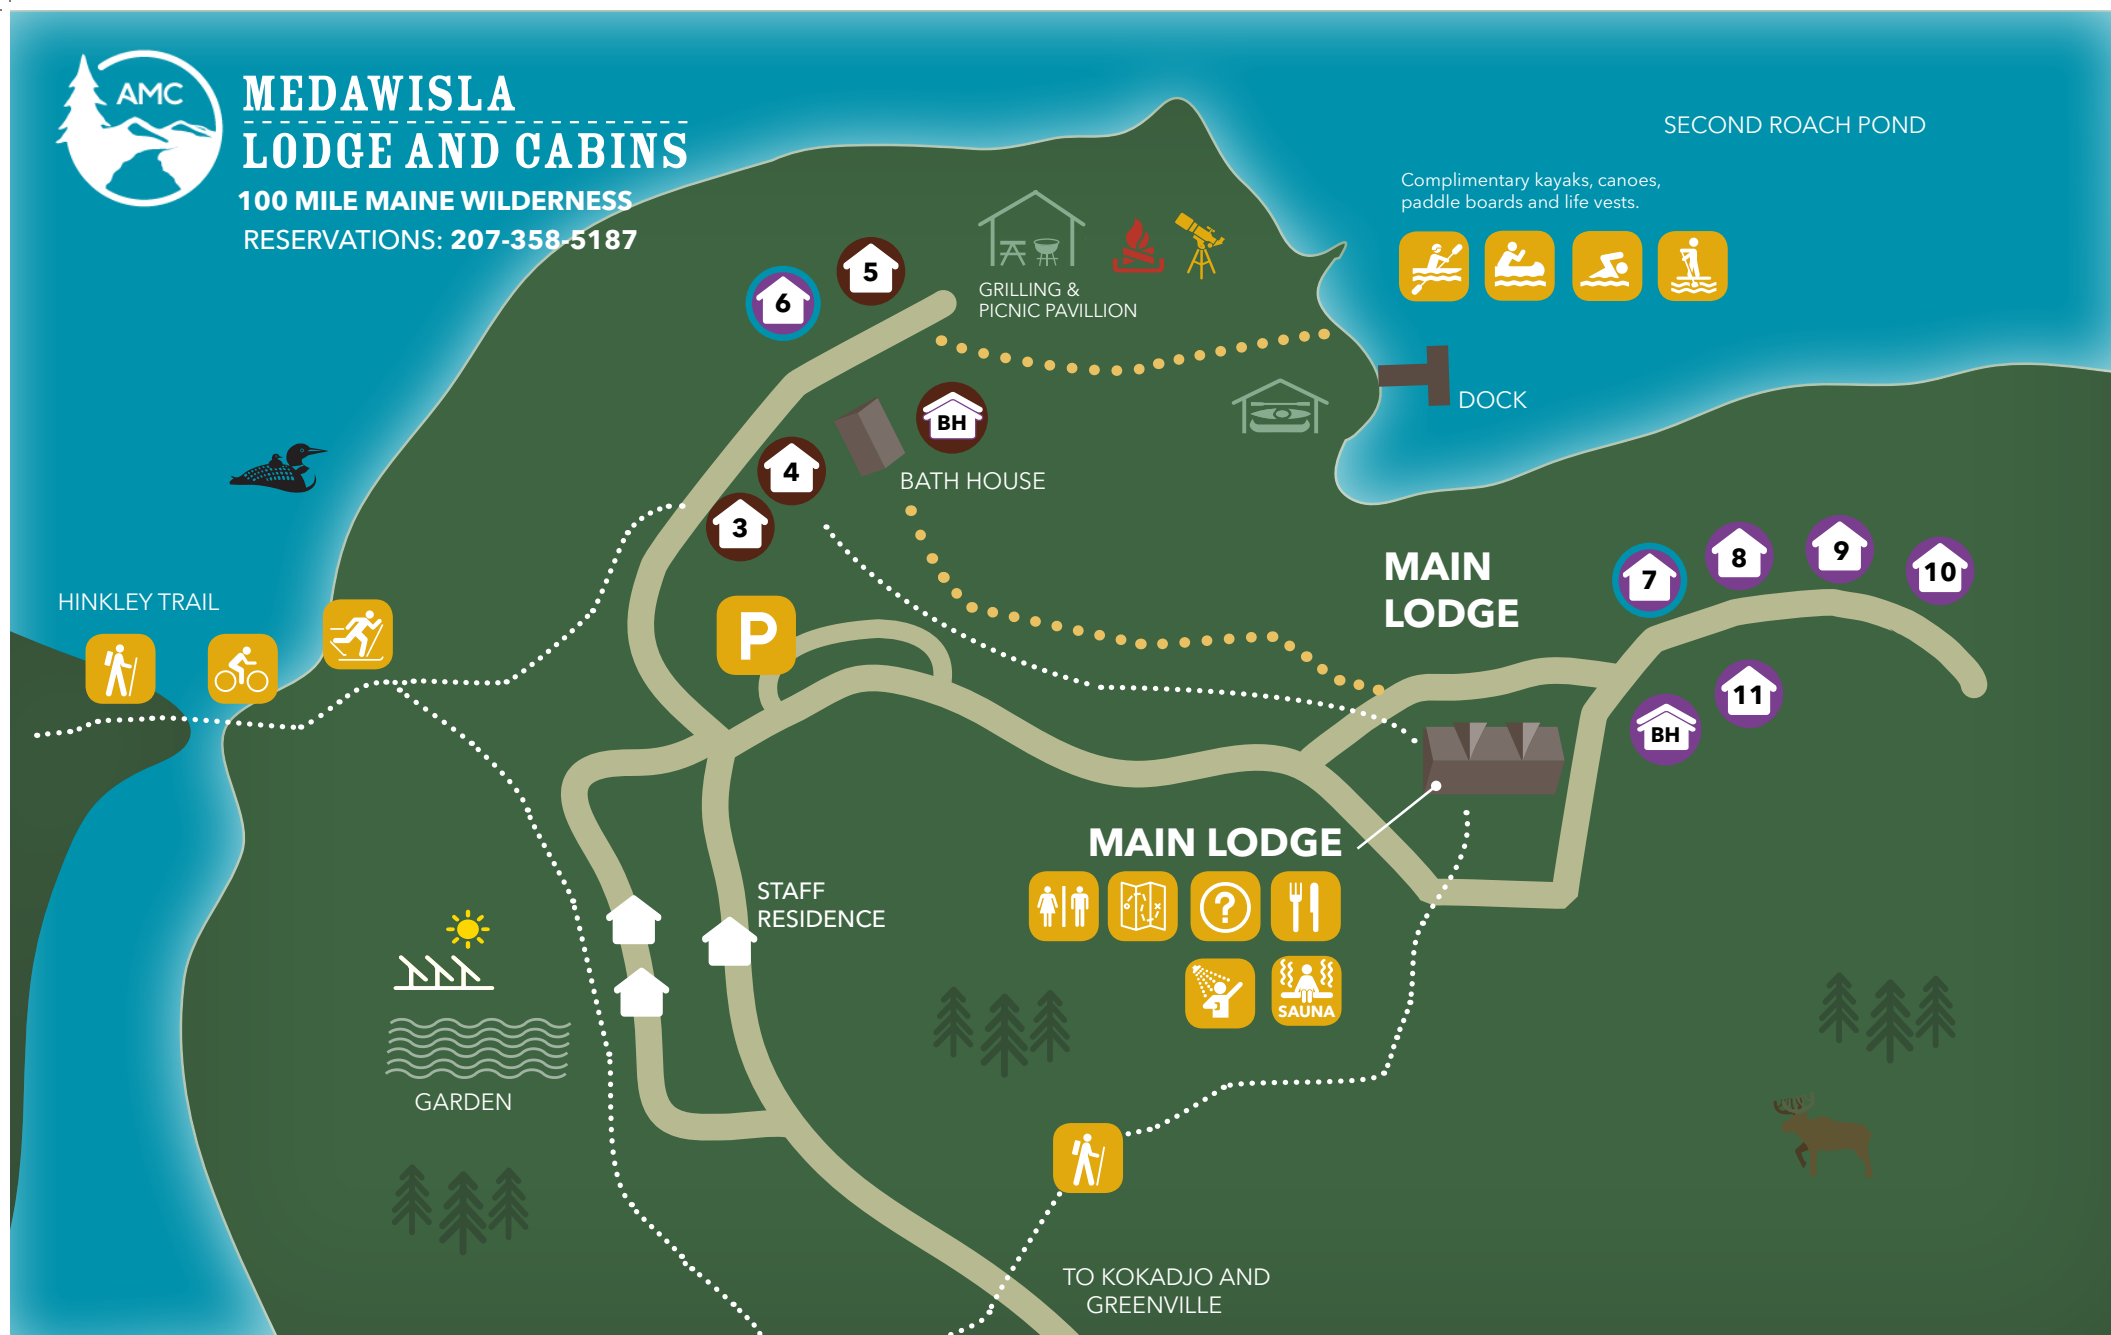 AMC
MEDAWISLA
LODGE AND CABINS
100 MILE MAINE WILDERNESS
RESERVATIONS: 207-358-5187
SECOND ROACH POND
Complimentary kayaks, canoes,
paddle boards and life vests.
5
6
GRILLING &
PICNIC PAVILLION
DOCK
BH
4
BATH HOUSE
3
MAIN
LODGE
7
8
9
10
HINKLEY TRAIL
P
11
BH
MAIN LODGE
?
STAFF
RESIDENCE
SAUNA
GARDEN
TO KOKADJO AND
GREENVILLE